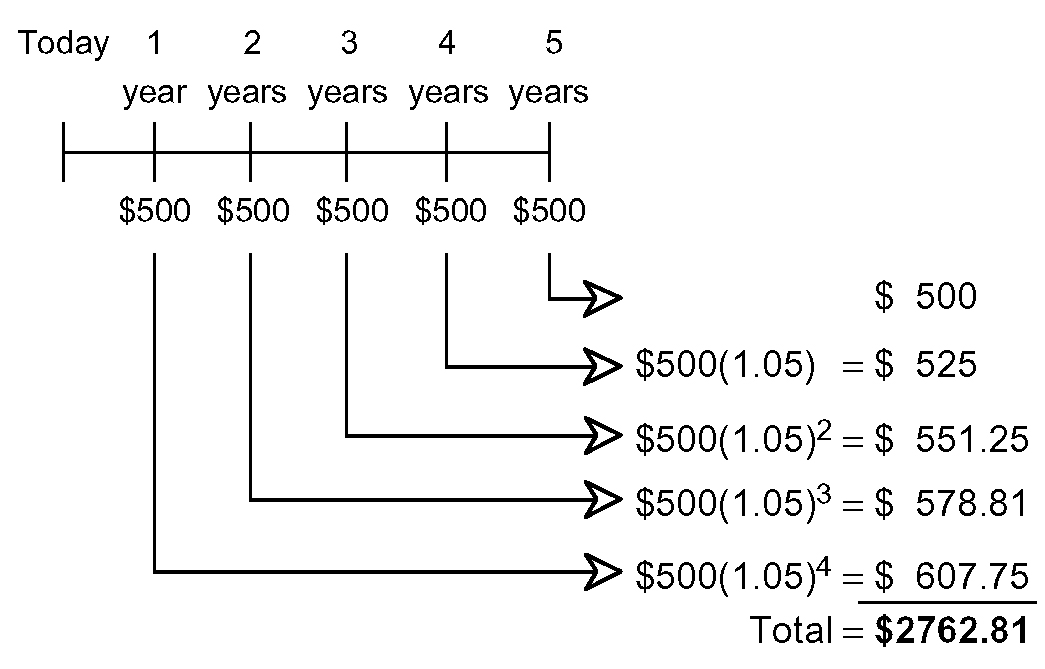 Today 1 2 3 4 5
year years years years years
$500 $500 $500 $500 $500
$ 500
$500(1.05) = $ 525
$500(1.05)² = $ 551.25
$500(1.05)³ = $ 578.81
$500(1.05)⁴ = $ 607.75
Total = $2762.81